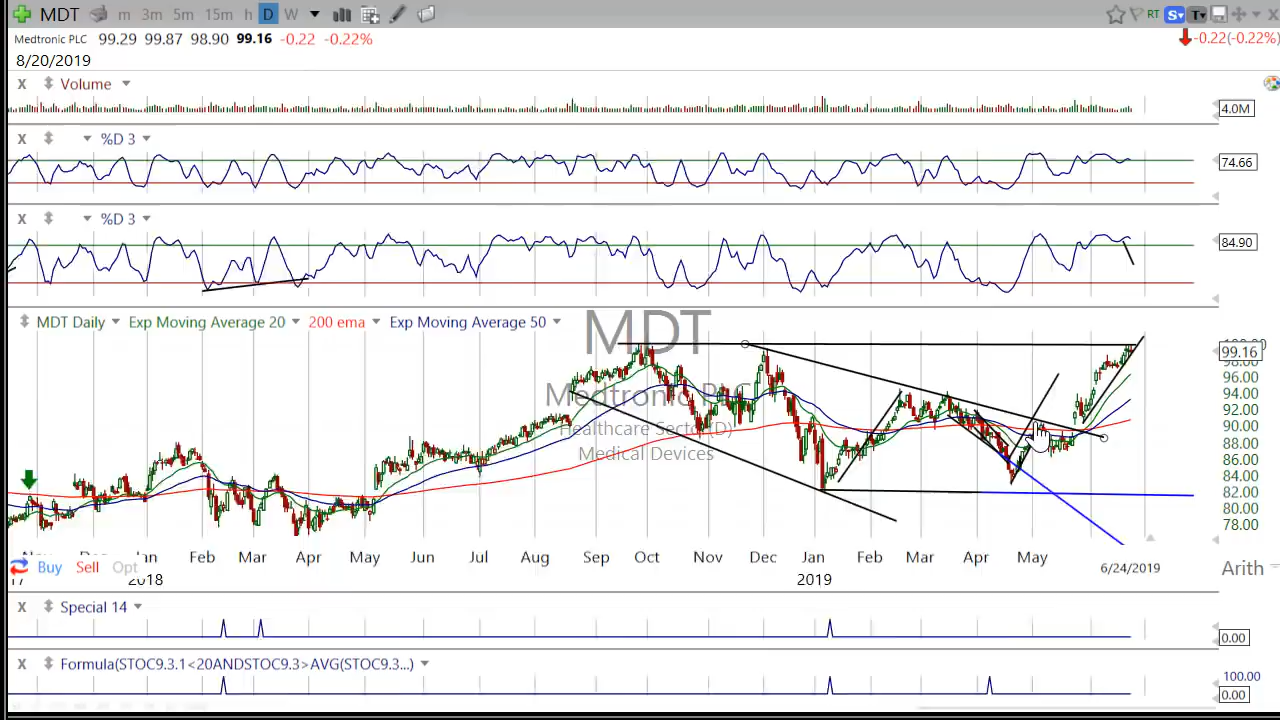 MDT m 3m 5m 15m h D W RT S T
Medtronic PLC 99.29 99.87 98.90 99.16 -0.22 -0.22% -0.22(-0.22%)
8/20/2019
X Volume
4.0M
X %D 3
74.66
X %D 3
84.90
MDT Daily Exp Moving Average 20 200 ema Exp Moving Average 50
MDT
Medtronic PLC
Healthcare Sector(D)
Medical Devices
99.16
98.00
96.00
94.00
92.00
90.00
88.00
86.00
84.00
82.00
80.00
78.00
Nov Dec Jan Feb Mar Apr May Jun Jul Aug Sep Oct Nov Dec Jan Feb Mar Apr May 6/24/2019
Buy Sell Opt Arith
17 2018 2019
X Special 14
0.00
X Formula(STOC9.3.1<20ANDSTOC9.3>AVG(STOC9.3...)
100.00
0.00